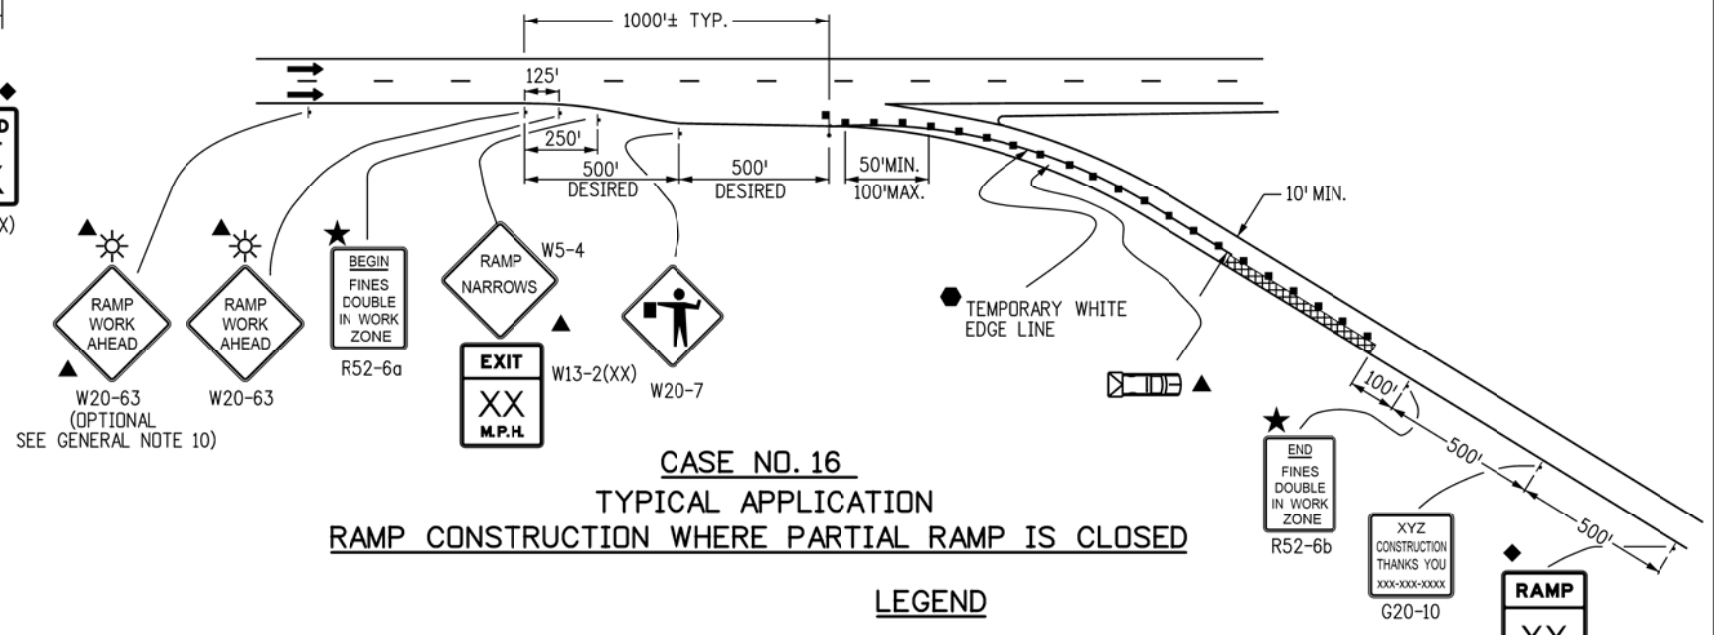 1000'± TYP.
125'
250'
500'
DESIRED
500'
DESIRED
50'MIN.
100'MAX.
10' MIN.
D
X)
RAMP
WORK
AHEAD
W20-63
(OPTIONAL
SEE GENERAL NOTE 10)
RAMP
WORK
AHEAD
W20-63
BEGIN
FINES
DOUBLE
IN WORK
ZONE
R52-6a
RAMP
NARROWS
W5-4
EXIT
XX
M.P.H.
W13-2(XX)
W20-7
TEMPORARY WHITE
EDGE LINE
100'
500'
500'
END
FINES
DOUBLE
IN WORK
ZONE
R52-6b
XYZ
CONSTRUCTION
THANKS YOU
XXX-XXX-XXXX
G20-10
RAMP
XX
CASE NO. 16
TYPICAL APPLICATION
RAMP CONSTRUCTION WHERE PARTIAL RAMP IS CLOSED
LEGEND